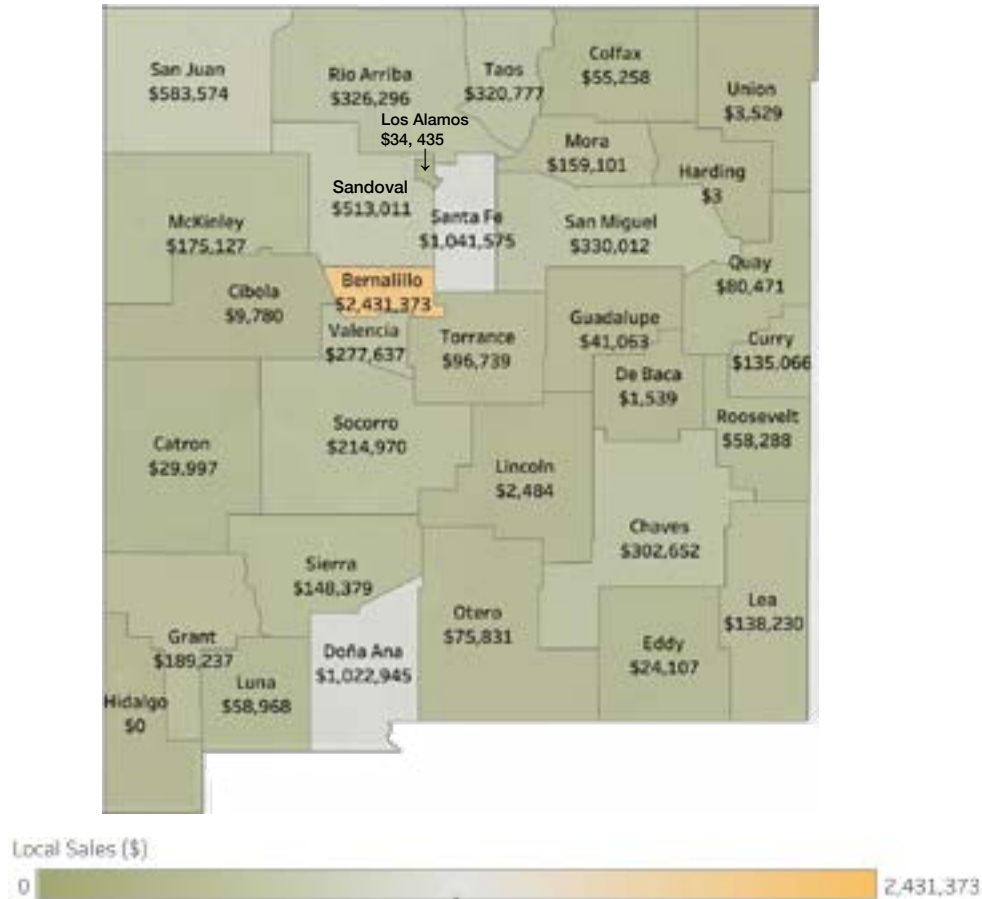 San Juan
$583,574
Rio Arriba
$326,296
Taos
$320,777
Colfax
$55,258
Union
$3,529
Los Alamos
$34, 435
Mora
$159,101
Harding
$3
Sandoval
$513,011
Santa Fe
$1,041,575
San Miguel
$330,012
McKinley
$175,127
Quay
$80,471
Bernalillo
$2,431,373
Cibola
$9,780
Valencia
$277,637
Torrance
$96,739
Guadalupe
$41,063
Curry
$135.066
De Baca
$1,539
Roosevelt
$58,288
Socorro
$214,970
Catron
$29,997
Lincoln
$2,484
Chaves
$302,652
Sierra
$148,379
Otero
$75,831
Lea
$138,230
Eddy
$24,107
Grant
$189,237
Doña Ana
$1,022,945
Luna
$58,968
Hidalgo
$0
Local Sales ($)
0
2,431,373